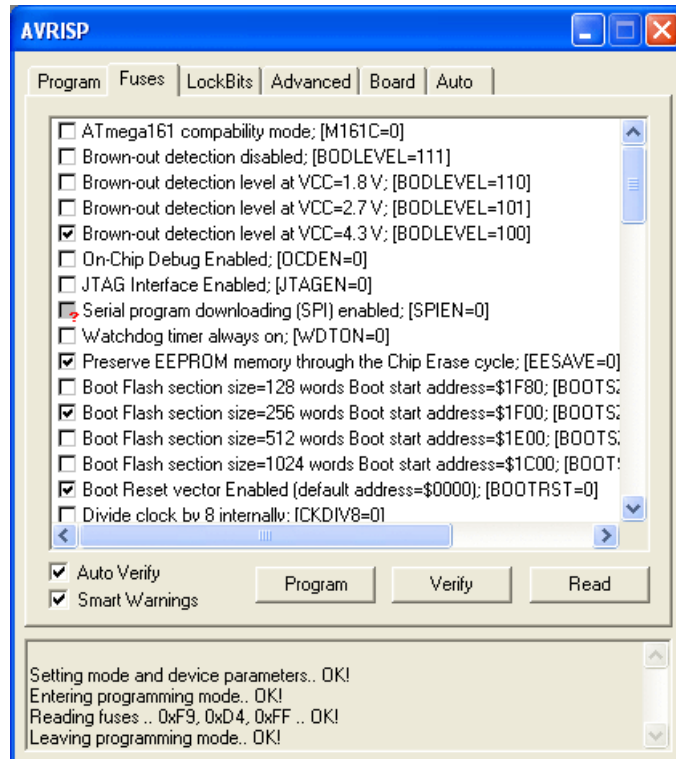 AVRISP
Program Fuses LockBits Advanced Board Auto
ATmega161 compability mode; [M161C=0]
Brown-out detection disabled; [BODLEVEL=111]
Brown-out detection level at VCC=1.8 V; [BODLEVEL=110]
Brown-out detection level at VCC=2.7 V; [BODLEVEL=101]
Brown-out detection level at VCC=4.3 V; [BODLEVEL=100]
On-Chip Debug Enabled; [OCDEN=0]
JTAG Interface Enabled; [JTAGEN=0]
Serial program downloading (SPI) enabled; [SPIEN=0]
Watchdog timer always on; [WDTON=0]
Preserve EEPROM memory through the Chip Erase cycle; [EESAVE=0]
Boot Flash section size=128 words Boot start address=$1F80; [BOOTS
Boot Flash section size=256 words Boot start address=$1F00; [BOOTS
Boot Flash section size=512 words Boot start address=$1E00; [BOOTS
Boot Flash section size=1024 words Boot start address=$1C00; [BOOT
Boot Reset vector Enabled (default address=$0000); [BOOTRST=0]
Divide clock by 8 internally; [CKDIV8=0]
Auto Verify
Smart Warnings
Program Verify Read
Setting mode and device parameters.. OK!
Entering programming mode.. OK!
Reading fuses .. 0xF9, 0xD4, 0xFF .. OK!
Leaving programming mode.. OK!